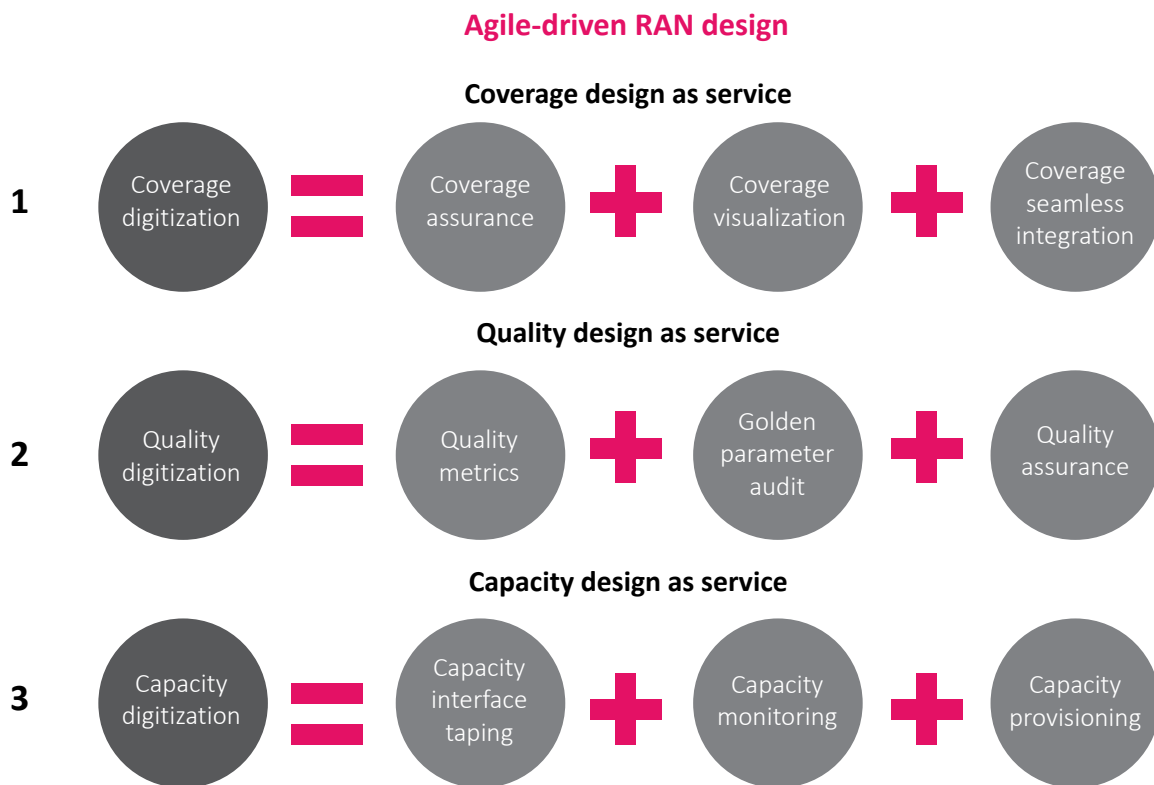 Agile-driven RAN design
Coverage design as service
1
Coverage
digitization
Coverage
assurance
Coverage
visualization
Coverage
seamless
integration
Quality design as service
2
Quality
digitization
Quality
metrics
Golden
parameter
audit
Quality
assurance
Capacity design as service
3
Capacity
digitization
Capacity
interface
taping
Capacity
monitoring
Capacity
provisioning